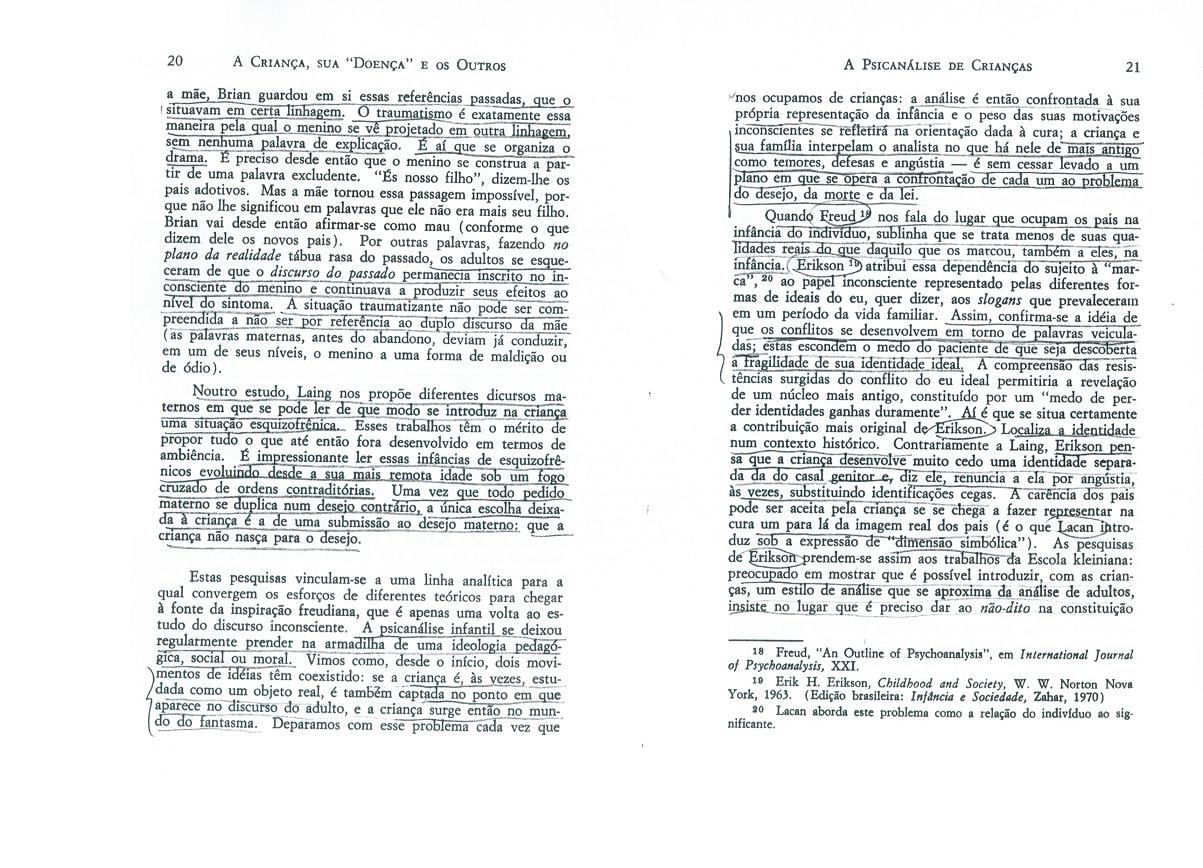 20 A CRIANÇA, SUA "DOENÇA" E OS OUTROS
a mãe, Brian guardou em si essas referências passadas, que o
situavam em certa linhagem. O traumatismo é exatamente essa
maneira pela qual o menino se vê projetado em outra linhagem,
sem nenhuma palavra de explicação. É aí que se organiza o
drama. É preciso desde então que o menino se construa a par-
tir de uma palavra excludente. "És nosso filho", dizem-lhe os
pais adotivos. Mas a mãe tornou essa passagem impossível, por-
que não lhe significou em palavras que ele não era mais seu filho.
Brian vai desde então afirmar-se como mau (conforme o que
dizem dele os novos pais). Por outras palavras, fazendo no
plano da realidade tábua rasa do passado, os adultos se esque-
ceram de que o discurso do passado permanecia inscrito no in-
consciente do menino e continuava a produzir seus efeitos ao
nível do sintoma. A situação traumatizante não pode ser com-
preendida a não ser por referência ao duplo discurso da mãe
(as palavras maternas, antes do abandono, deviam já conduzir,
em um de seus níveis, o menino a uma forma de maldição ou
de ódio).
Noutro estudo, Laing nos propõe diferentes dicursos ma-
ternos em que se pode ler de que modo se introduz na criança
uma situação esquizofrênica. Esses trabalhos têm o mérito de
propor tudo o que até então fora desenvolvido em termos de
ambiência. É impressionante ler essas infâncias de esquizofrê-
nicos evoluindo desde a sua mais remota idade sob um fogo
cruzado de ordens contraditórias. Uma vez que todo pedido
materno se duplica num desejo contrário, a única escolha deixa-
da à criança é a de uma submissão ao desejo materno: que a
criança não nasça para o desejo.
Estas pesquisas vinculam-se a uma linha analítica para a
qual convergem os esforços de diferentes teóricos para chegar
à fonte da inspiração freudiana, que é apenas uma volta ao es-
tudo do discurso inconsciente. A psicanálise infantil se deixou
regularmente prender na armadilha de uma ideologia pedagó-
gica, social ou moral. Vimos como, desde o início, dois movi-
mentos de idéias têm coexistido: se a criança é, às vezes, estu-
dada como um objeto real, é também captada no ponto em que
aparece no discurso do adulto, e a criança surge então no mun-
do do fantasma. Deparamos com esse problema cada vez que
A PSICANÁLISE DE CRIANÇAS 21
nos ocupamos de crianças: a análise é então confrontada à sua
própria representação da infância e o peso das suas motivações
inconscientes se refletirá na orientação dada à cura; a criança e
sua família interpelam o analista no que há nele de mais antigo
como temores, defesas e angústia — é sem cessar levado a um
plano em que se opera a confrontação de cada um ao problema
do desejo, da morte e da lei.
Quando Freud 18 nos fala do lugar que ocupam os pais na
infância do indivíduo, sublinha que se trata menos de suas qua-
lidades reais do que daquilo que os marcou, também a eles, na
infância. Erikson 19 atribui essa dependência do sujeito à "mar-
ca", 20 ao papel inconsciente representado pelas diferentes for-
mas de ideais do eu, quer dizer, aos slogans que prevaleceram
em um período da vida familiar. Assim, confirma-se a idéia de
que os conflitos se desenvolvem em torno de palavras veicula-
das; estas escondem o medo do paciente de que seja descoberta
a fragilidade de sua identidade ideal. A compreensão das resis-
tências surgidas do conflito do eu ideal permitiria a revelação
de um núcleo mais antigo, constituído por um "medo de per-
der identidades ganhas duramente". Aí é que se situa certamente
a contribuição mais original de Erikson. Localiza a identidade
num contexto histórico. Contrariamente a Laing, Erikson pen-
sa que a criança desenvolve muito cedo uma identidade separa-
da da do casal genitor e, diz ele, renuncia a ela por angústia,
às vezes, substituindo identificações cegas. A carência dos pais
pode ser aceita pela criança se se chega a fazer representar na
cura um para lá da imagem real dos pais (é o que Lacan intro-
duz sob a expressão de "dimensão simbólica"). As pesquisas
de Erikson prendem-se assim aos trabalhos da Escola kleiniana:
preocupado em mostrar que é possível introduzir, com as crian-
ças, um estilo de análise que se aproxima da análise de adultos,
insiste no lugar que é preciso dar ao não-dito na constituição
18 Freud, "An Outline of Psychoanalysis", em International Journal
of Psychoanalysis, XXI.
19 Erik H. Erikson, Childhood and Society, W. W. Norton Nova
York, 1963. (Edição brasileira: Infância e Sociedade, Zahar, 1970)
20 Lacan aborda este problema como a relação do indivíduo ao sig-
nificante.